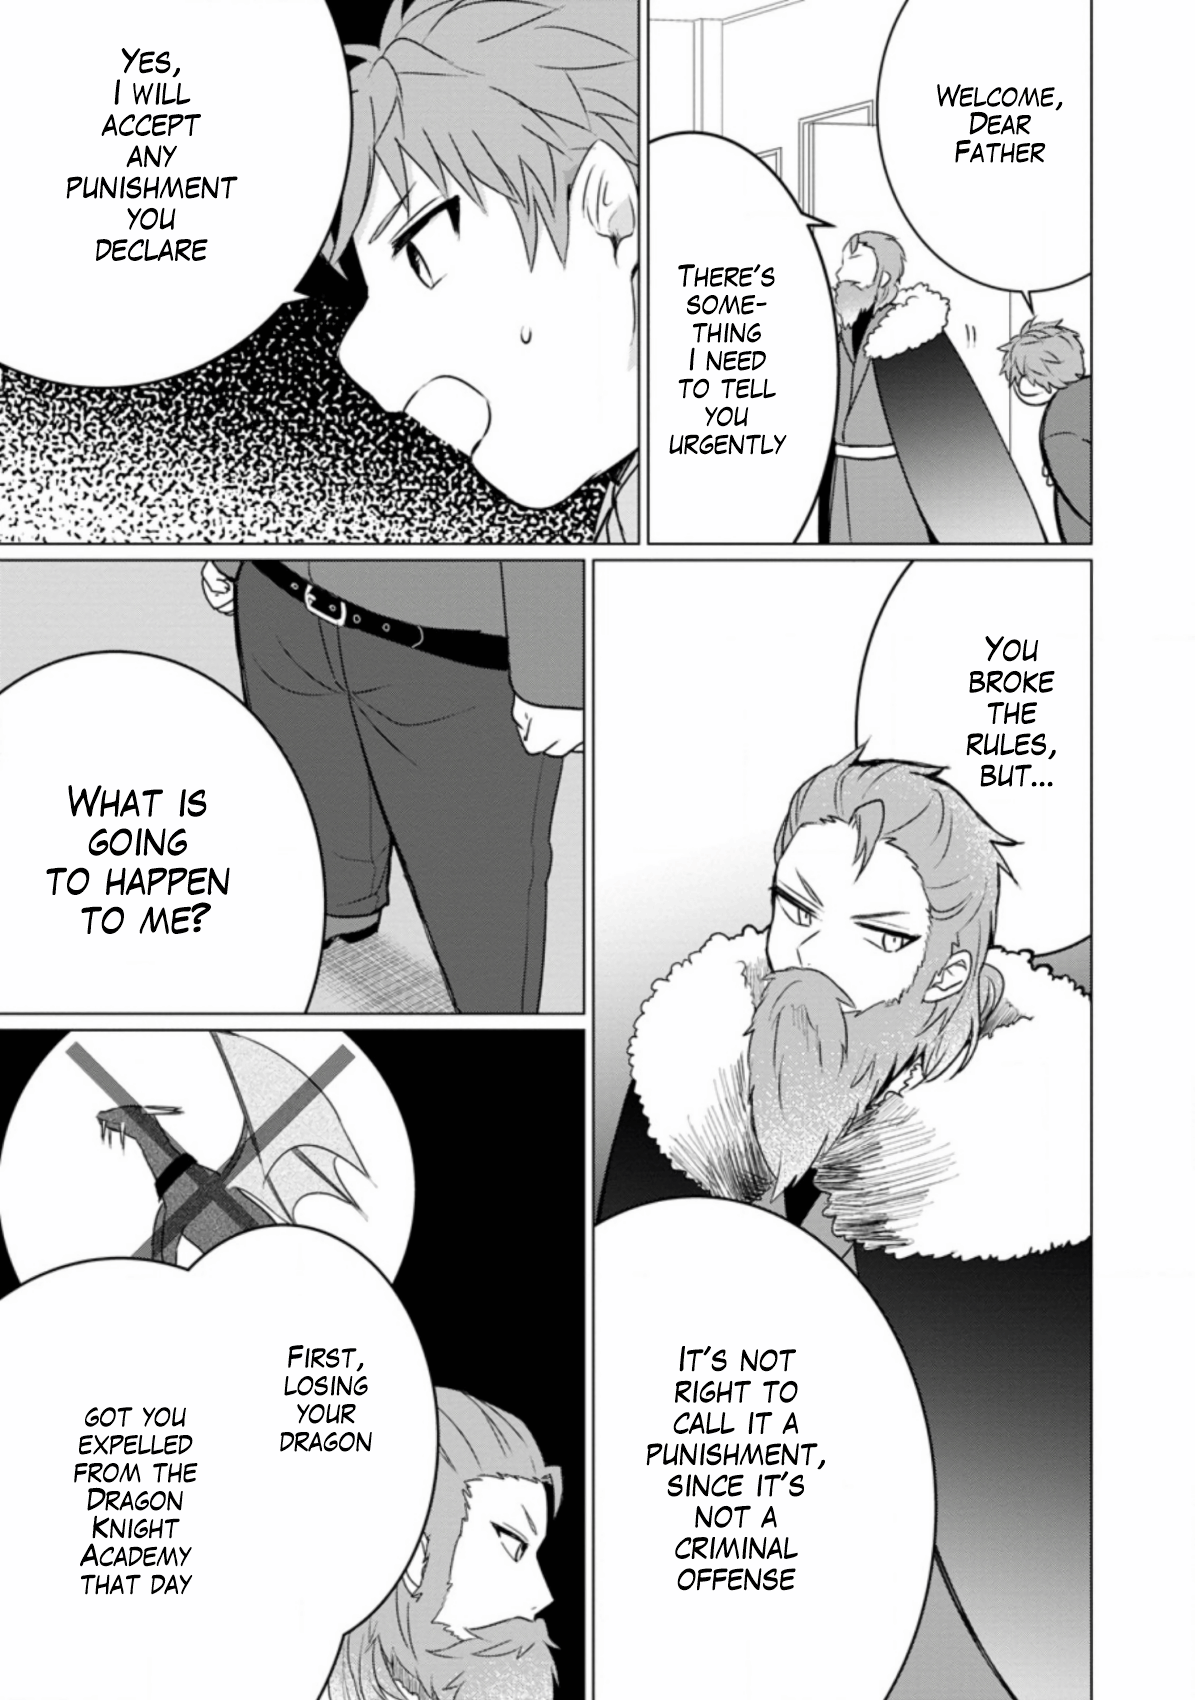 WELCOME,
DEAR
FATHER
THERE'S
SOME-
THING
I NEED
TO TELL
YOU
URGENTLY
YES,
I WILL
ACCEPT
ANY
PUNISHMENT
YOU
DECLARE
YOU
BROKE
THE
RULES,
BUT...
IT'S NOT
RIGHT TO
CALL IT A
PUNISHMENT,
SINCE IT'S
NOT A
CRIMINAL
OFFENSE
WHAT IS
GOING
TO HAPPEN
TO ME?
FIRST,
LOSING
YOUR
DRAGON
GOT YOU
EXPELLED
FROM THE
DRAGON
KNIGHT
ACADEMY
THAT DAY